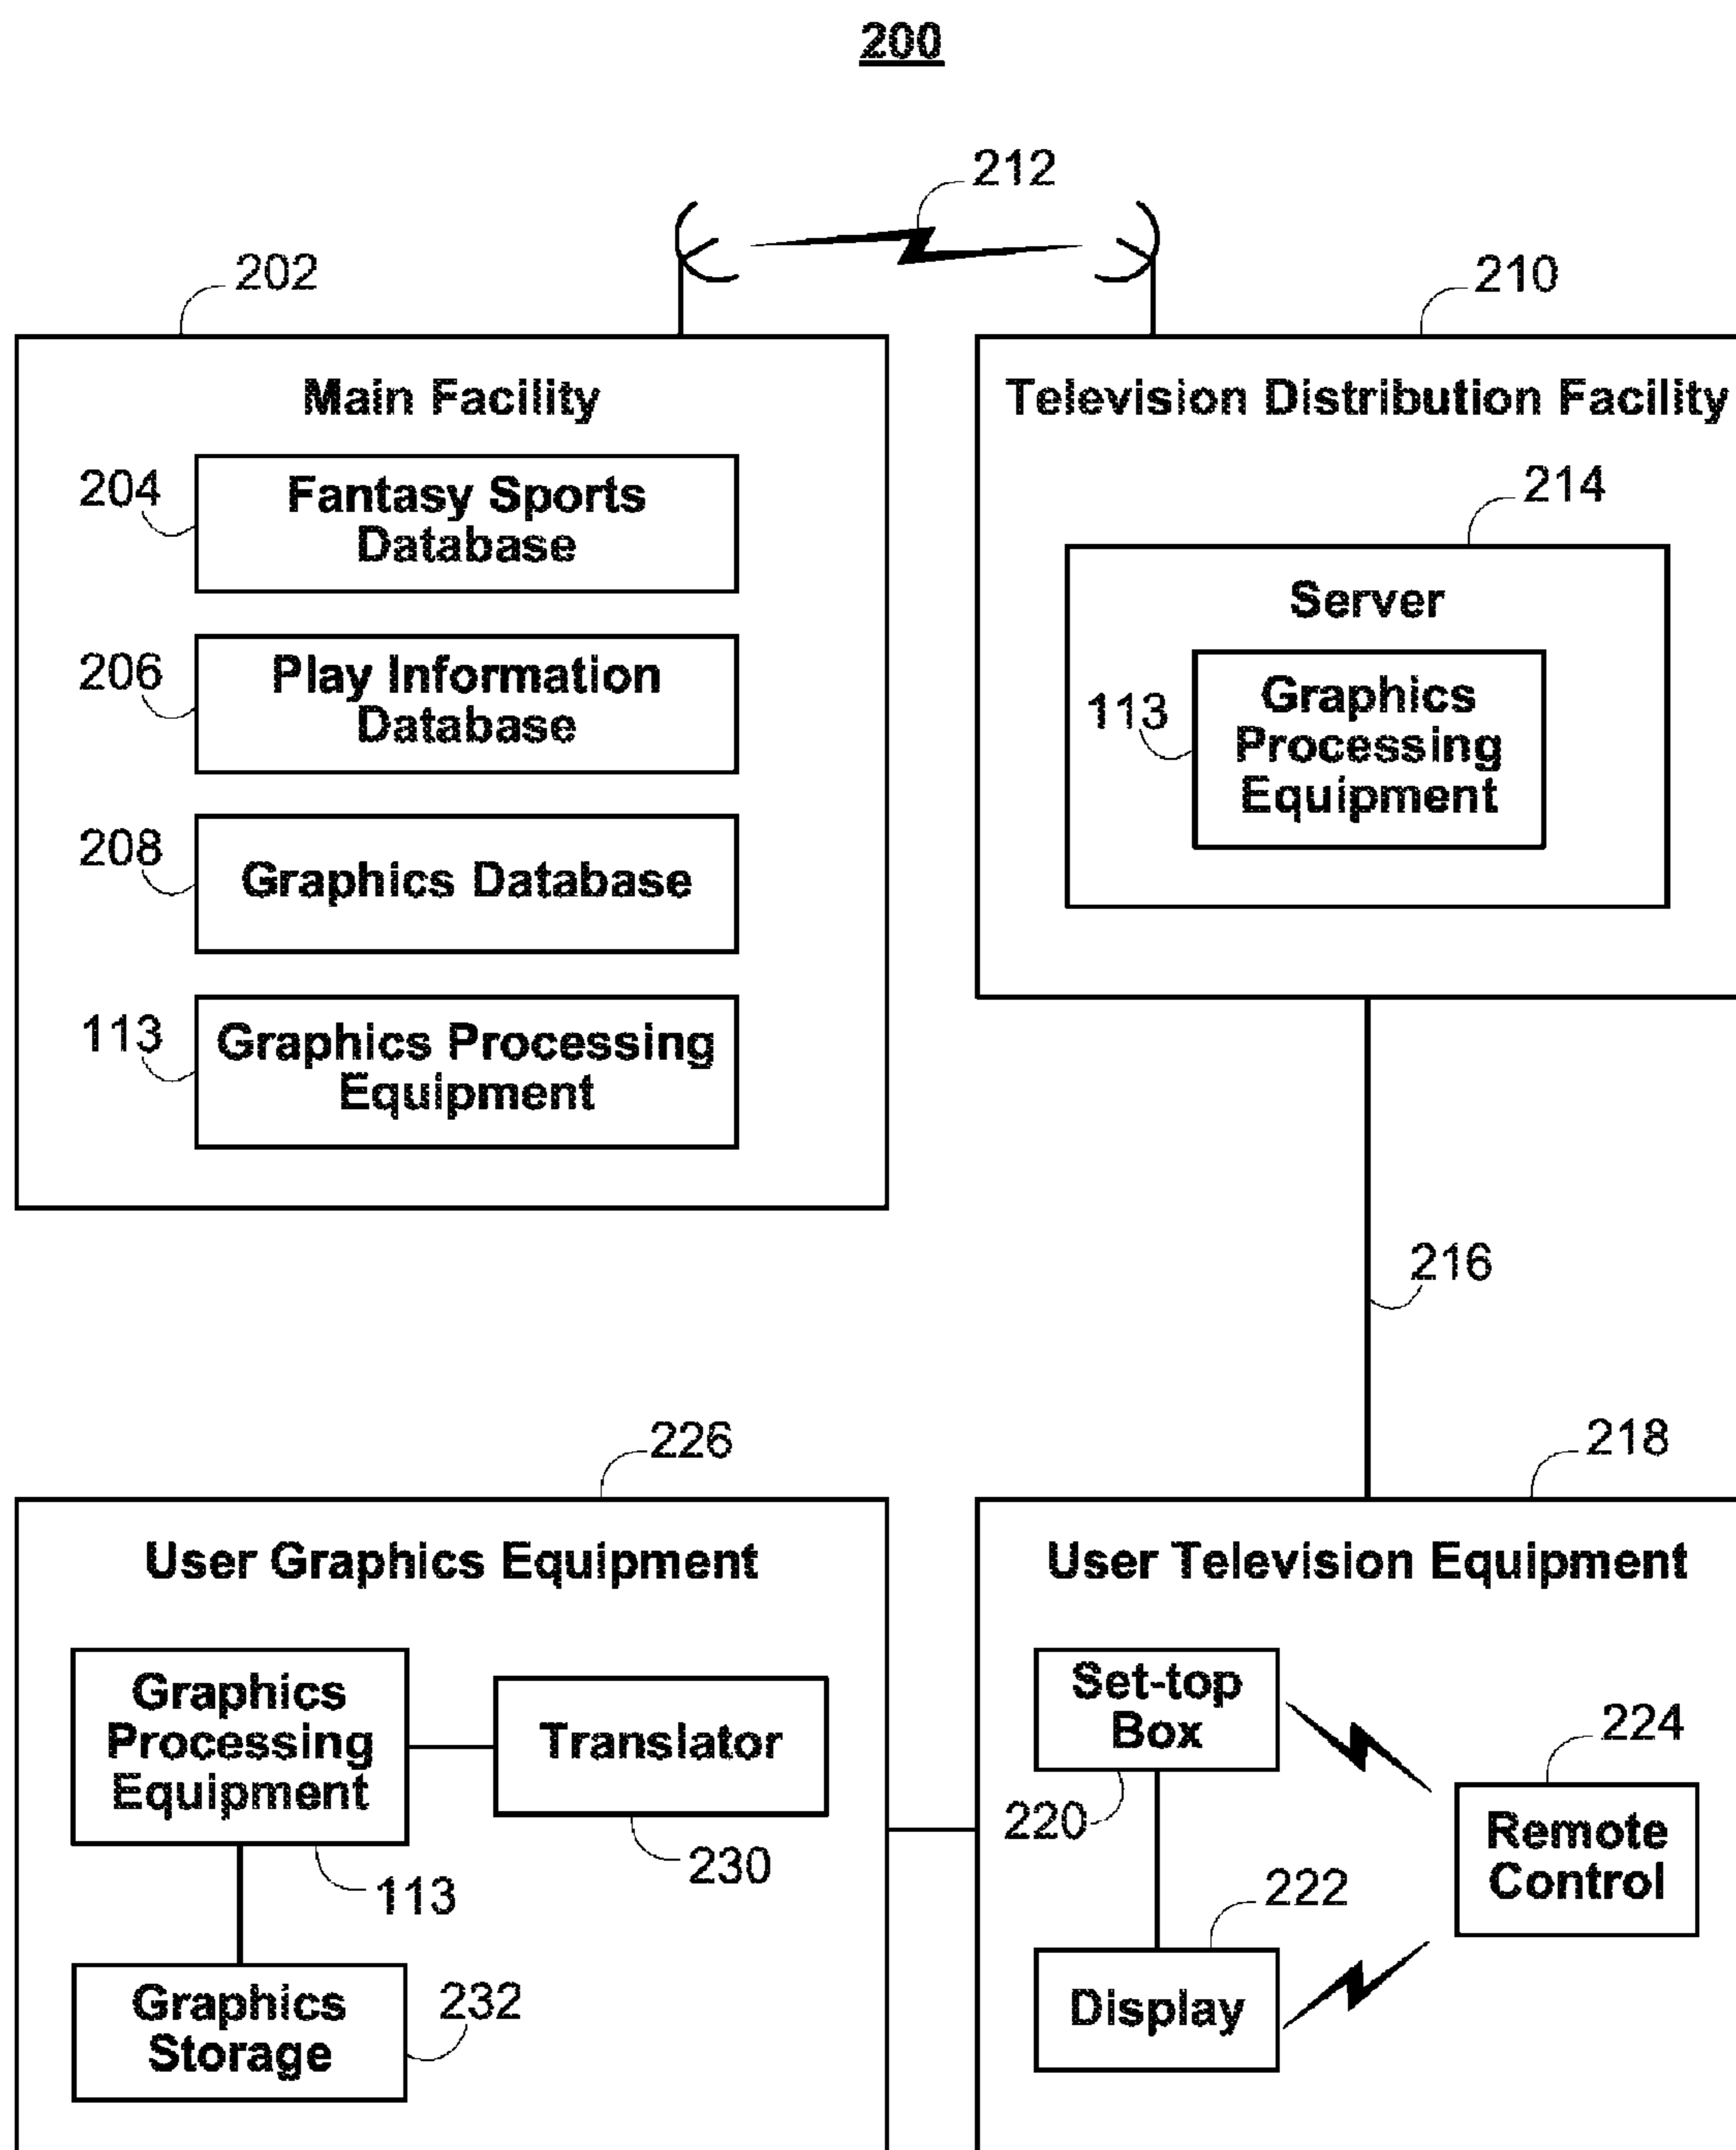 200
212
202
210
Main Facility
204
Fantasy Sports
Database
206
Play Information
Database
208
Graphics Database
113
Graphics Processing
Equipment
Television Distribution Facility
214
Server
113
Graphics
Processing
Equipment
216
226
218
User Graphics Equipment
Graphics
Processing
Equipment
Translator
230
113
Graphics
Storage
232
User Television Equipment
Set-top
Box
220
224
Remote
Control
222
Display